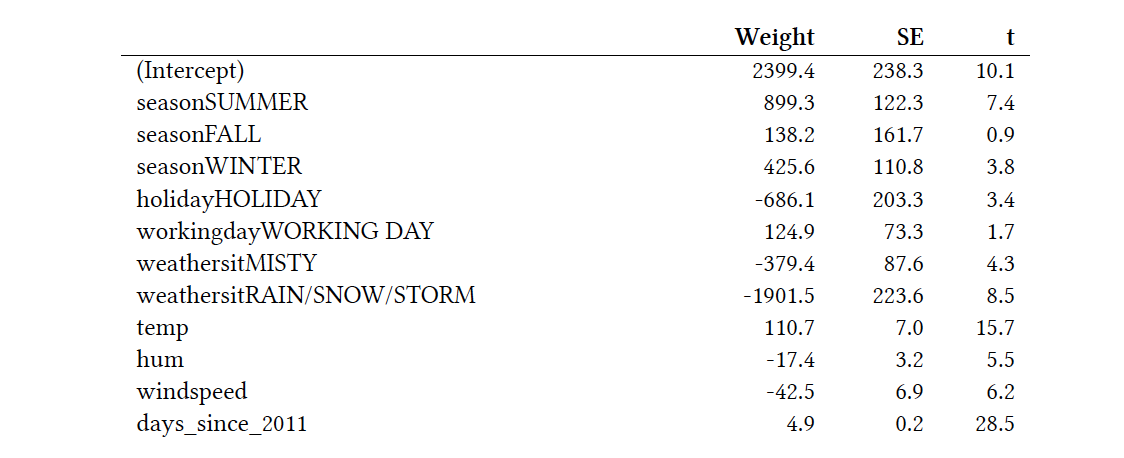 Weight SE t
(Intercept) 2399.4 238.3 10.1
seasonSUMMER 899.3 122.3 7.4
seasonFALL 138.2 161.7 0.9
seasonWINTER 425.6 110.8 3.8
holidayHOLIDAY -686.1 203.3 3.4
workingdayWORKING DAY 124.9 73.3 1.7
weathersitMISTY -379.4 87.6 4.3
weathersitRAIN/SNOW/STORM -1901.5 223.6 8.5
temp 110.7 7.0 15.7
hum -17.4 3.2 5.5
windspeed -42.5 6.9 6.2
days_since_2011 4.9 0.2 28.5